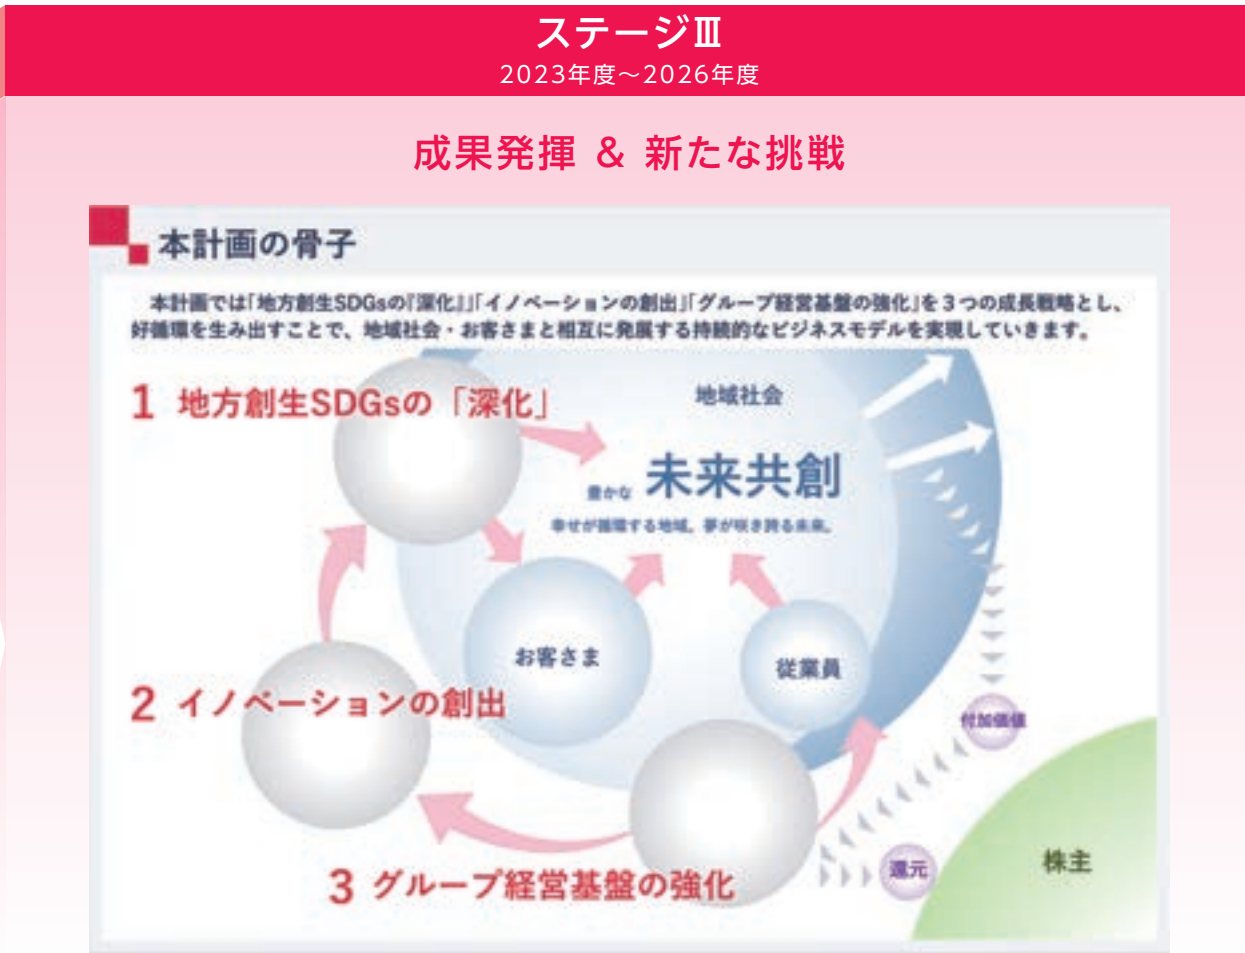 ステージⅢ
2023年度～2026年度
成果発揮 ＆ 新たな挑戦
本計画の骨子
本計画では「地方創生SDGsの『深化』」「イノベーションの創出」「グループ経営基盤の強化」を３つの成長戦略とし、
好循環を生み出すことで、地域社会・お客さまと相互に発展する持続的なビジネスモデルを実現していきます。
地域社会
1 地方創生SDGsの「深化」
豊かな 未来共創
幸せが循環する地域。夢が咲き誇る未来。
お客さま
従業員
2 イノベーションの創出
付加価値
株主
還元
3 グループ経営基盤の強化